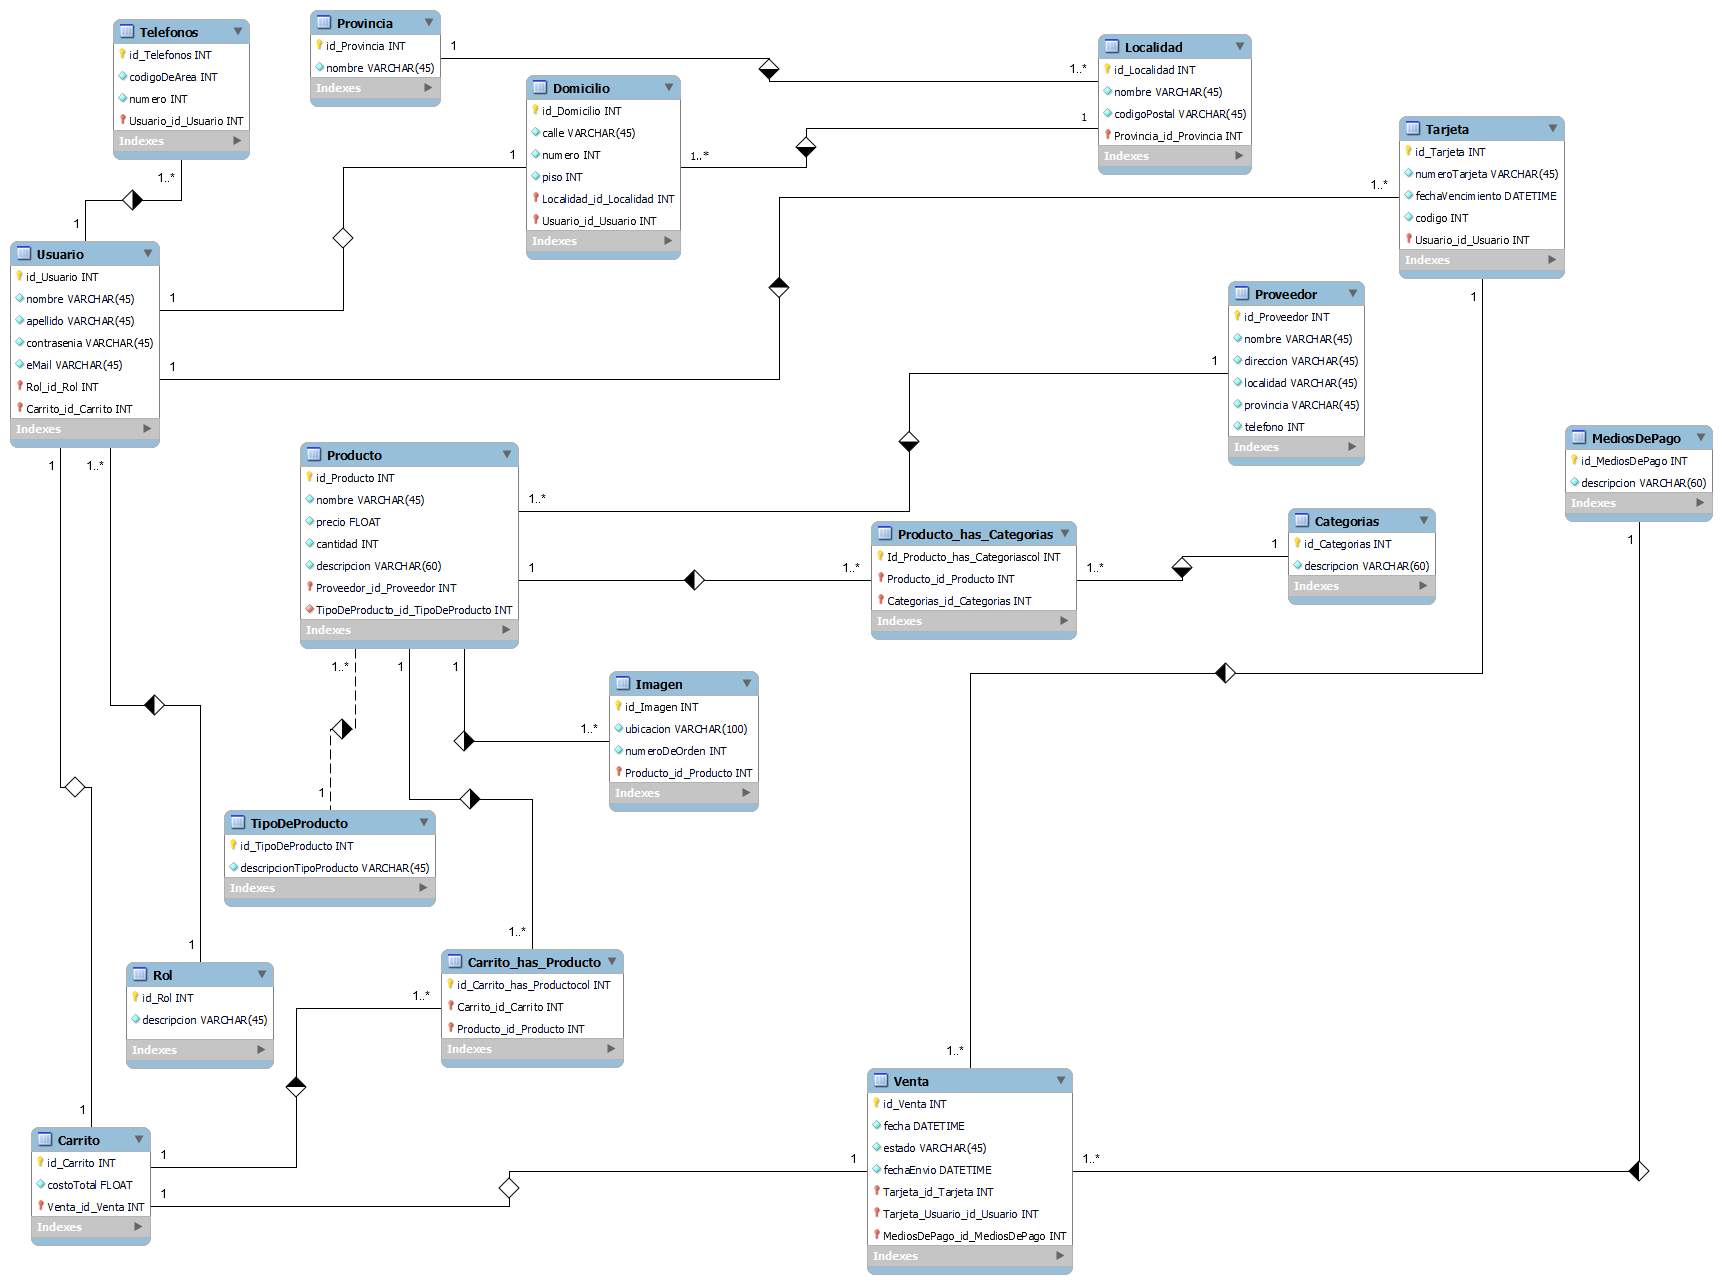 Telefonos
id_Telefonos INT
codigoDeArea INT
numero INT
Usuario_id_Usuario INT
Indexes
1..*
1
Provincia
id_Provincia INT
nombre VARCHAR(45)
Indexes
1
1..*
Domicilio
id_Domicilio INT
calle VARCHAR(45)
numero INT
piso INT
Localidad_id_Localidad INT
Usuario_id_Usuario INT
Indexes
1
1..*
1
Localidad
id_Localidad INT
nombre VARCHAR(45)
codigoPostal VARCHAR(45)
Provincia_id_Provincia INT
Indexes
Tarjeta
id_Tarjeta INT
numeroTarjeta VARCHAR(45)
fechaVencimiento DATETIME
codigo INT
Usuario_id_Usuario INT
Indexes
1..*
1
Usuario
id_Usuario INT
nombre VARCHAR(45)
apellido VARCHAR(45)
contrasenia VARCHAR(45)
eMail VARCHAR(45)
Rol_id_Rol INT
Carrito_id_Carrito INT
Indexes
1
1
1
1..*
Proveedor
id_Proveedor INT
nombre VARCHAR(45)
direccion VARCHAR(45)
localidad VARCHAR(45)
provincia VARCHAR(45)
telefono INT
Indexes
1
MediosDePago
id_MediosDePago INT
descripcion VARCHAR(60)
Indexes
1
Producto
id_Producto INT
nombre VARCHAR(45)
precio FLOAT
cantidad INT
descripcion VARCHAR(60)
Proveedor_id_Proveedor INT
TipoDeProducto_id_TipoDeProducto INT
Indexes
1..*
1
1..*
1
1
Producto_has_Categorias
Id_Producto_has_Categoriascol INT
Producto_id_Producto INT
Categorias_id_Categorias INT
Indexes
1..*
1..*
1
Categorias
id_Categorias INT
descripcion VARCHAR(60)
Indexes
Imagen
id_Imagen INT
ubicacion VARCHAR(100)
numeroDeOrden INT
Producto_id_Producto INT
Indexes
1..*
1
TipoDeProducto
id_TipoDeProducto INT
descripcionTipoProducto VARCHAR(45)
Indexes
1
Rol
id_Rol INT
descripcion VARCHAR(45)
Indexes
1..*
Carrito_has_Producto
id_Carrito_has_Productocol INT
Carrito_id_Carrito INT
Producto_id_Producto INT
Indexes
1..*
1
Carrito
id_Carrito INT
costoTotal FLOAT
Venta_id_Venta INT
Indexes
1
1
1..*
Venta
id_Venta INT
fecha DATETIME
estado VARCHAR(45)
fechaEnvio DATETIME
Tarjeta_id_Tarjeta INT
Tarjeta_Usuario_id_Usuario INT
MediosDePago_id_MediosDePago INT
Indexes
1
1..*